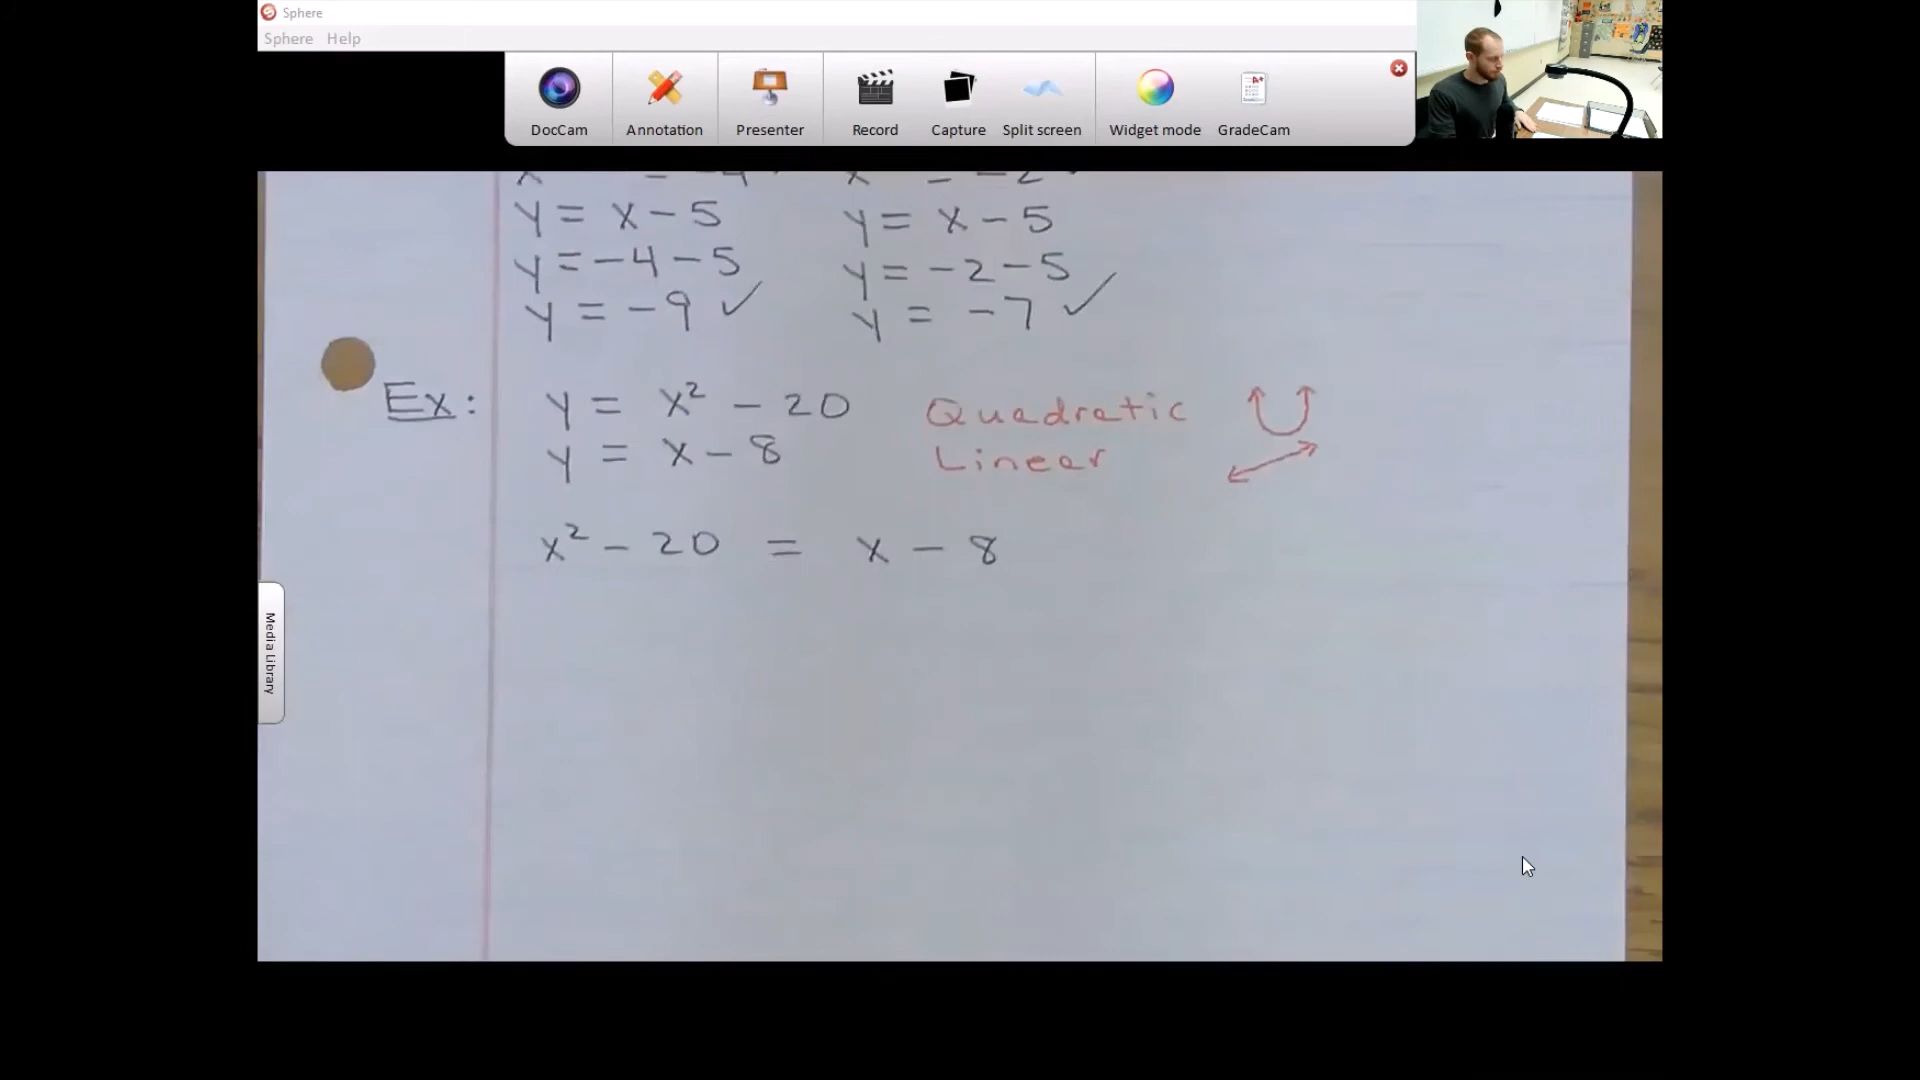 Sphere
Sphere Help
DocCam Annotation Presenter Record Capture Split screen Widget mode GradeCam
Media Library
y = x - 5 y = x - 5
y = -4 - 5 y = -2 - 5
y = -9 ✓ y = -7 ✓
Ex: y = x² - 20 Quadratic
y = x - 8 Linear
x² - 20 = x - 8